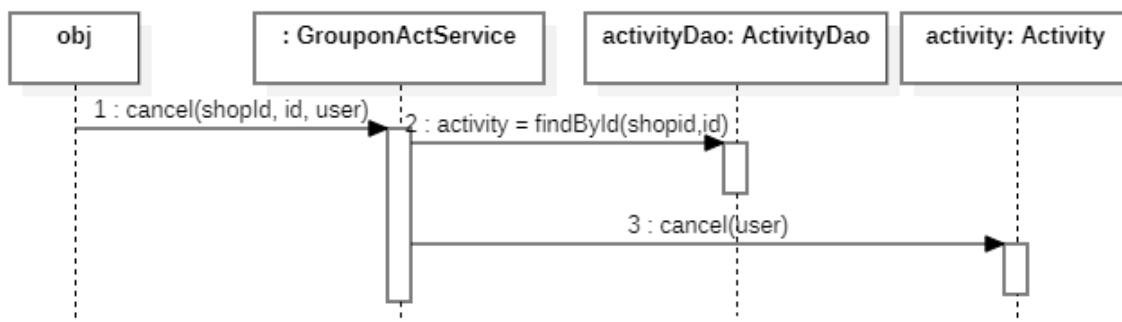 obj
: GrouponActService
activityDao: ActivityDao
activity: Activity
1 : cancel(shopId, id, user)
2 : activity = findById(shopid,id)
3 : cancel(user)